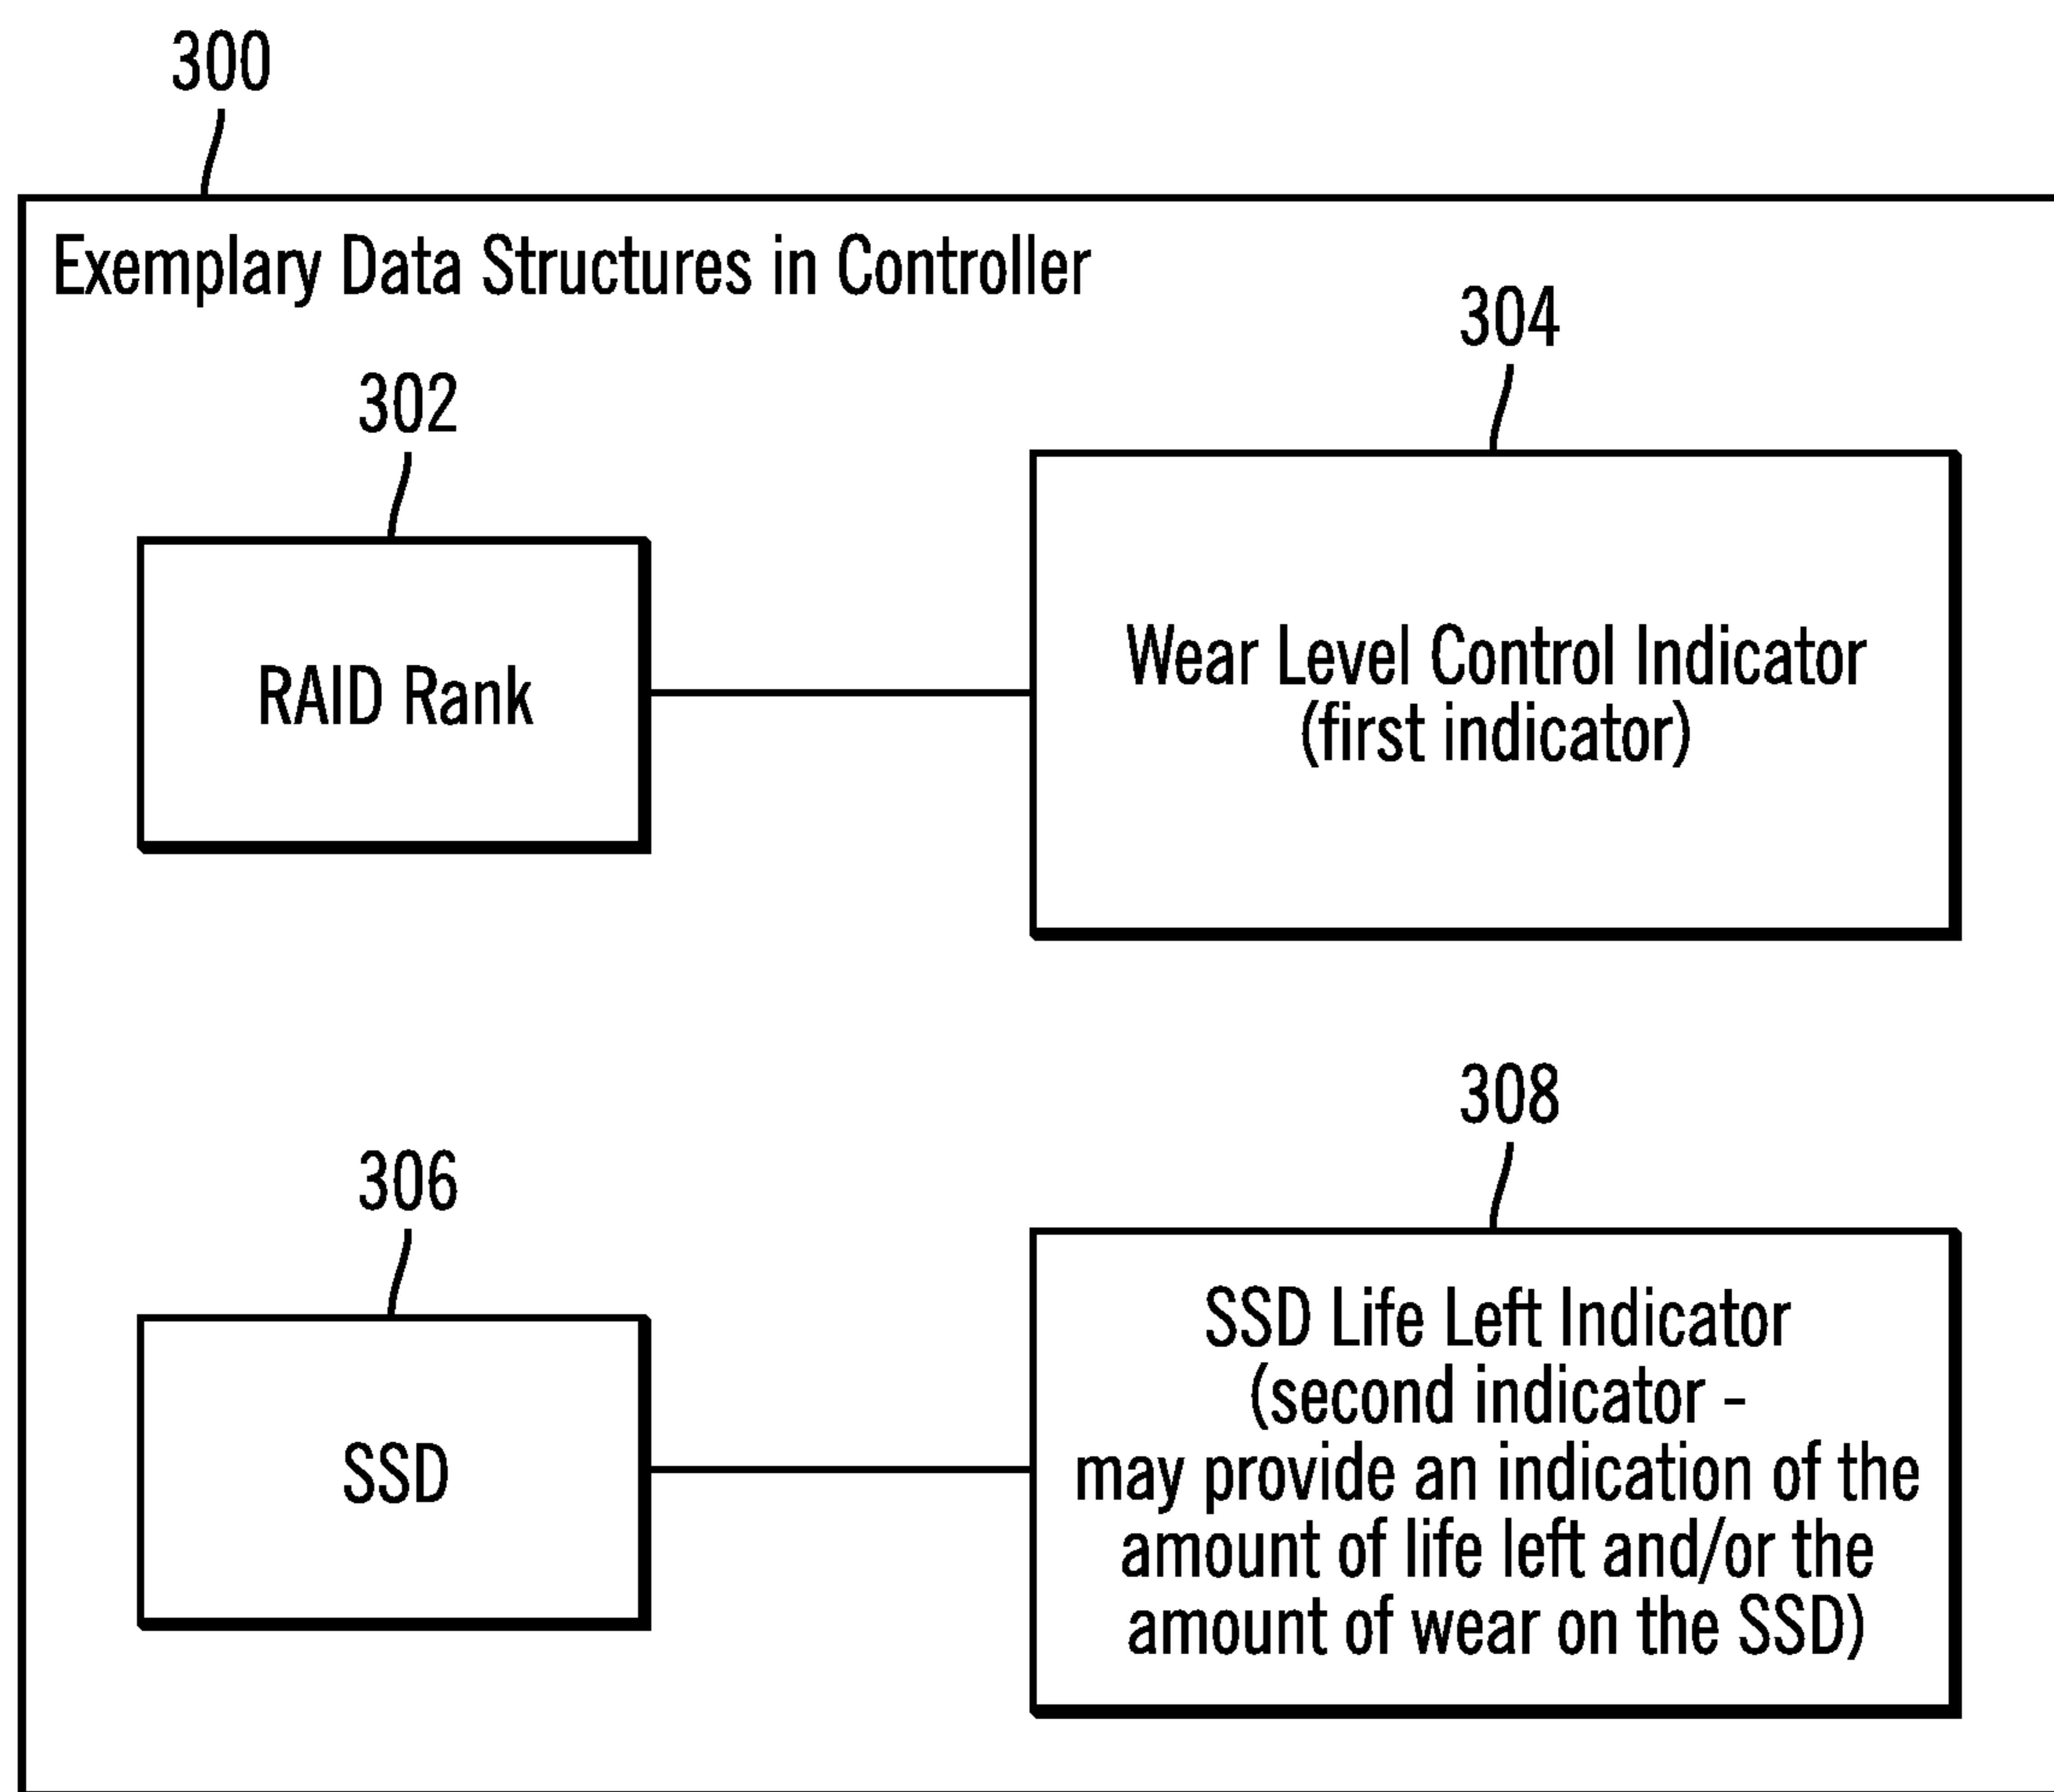 300
Exemplary Data Structures in Controller
304
302
RAID Rank
Wear Level Control Indicator
(first indicator)
308
306
SSD
SSD Life Left Indicator
(second indicator -
may provide an indication of the
amount of life left and/or the
amount of wear on the SSD)